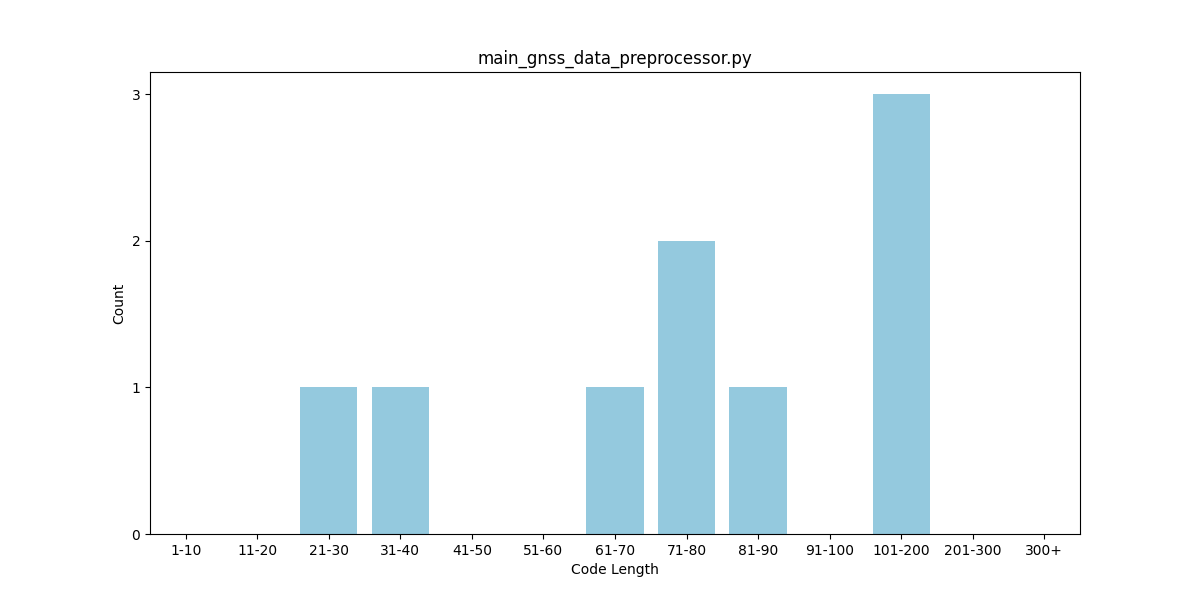 main_gnss_data_preprocessor.py
3
2
1
0
Count
1-10 11-20 21-30 31-40 41-50 51-60 61-70 71-80 81-90 91-100 101-200 201-300 300+
Code Length